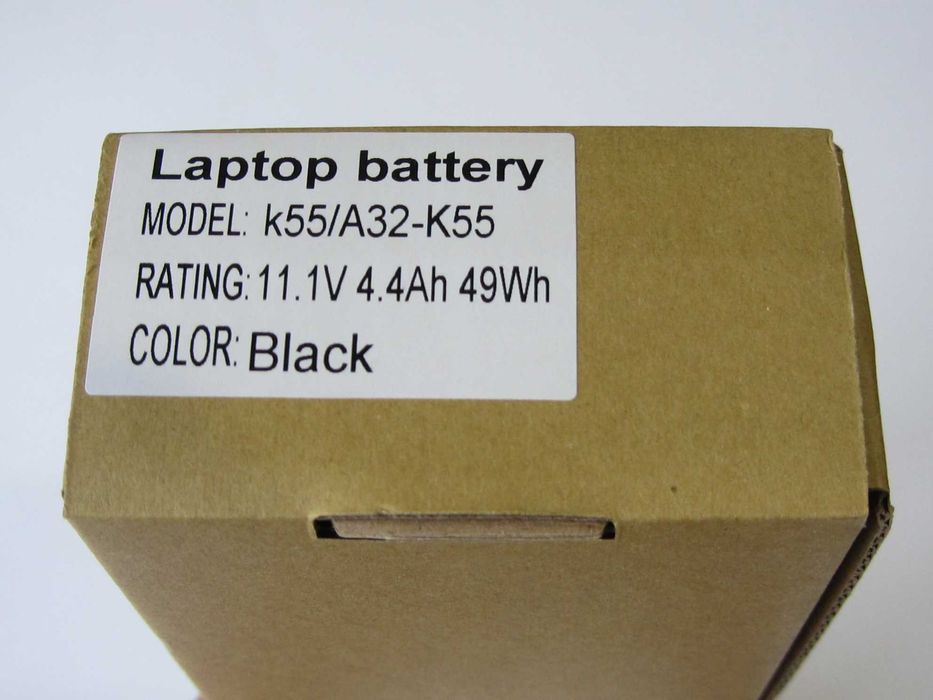 Laptop battery
MODEL: k55/A32-K55
RATING: 11.1V 4.4Ah 49Wh
COLOR: Black